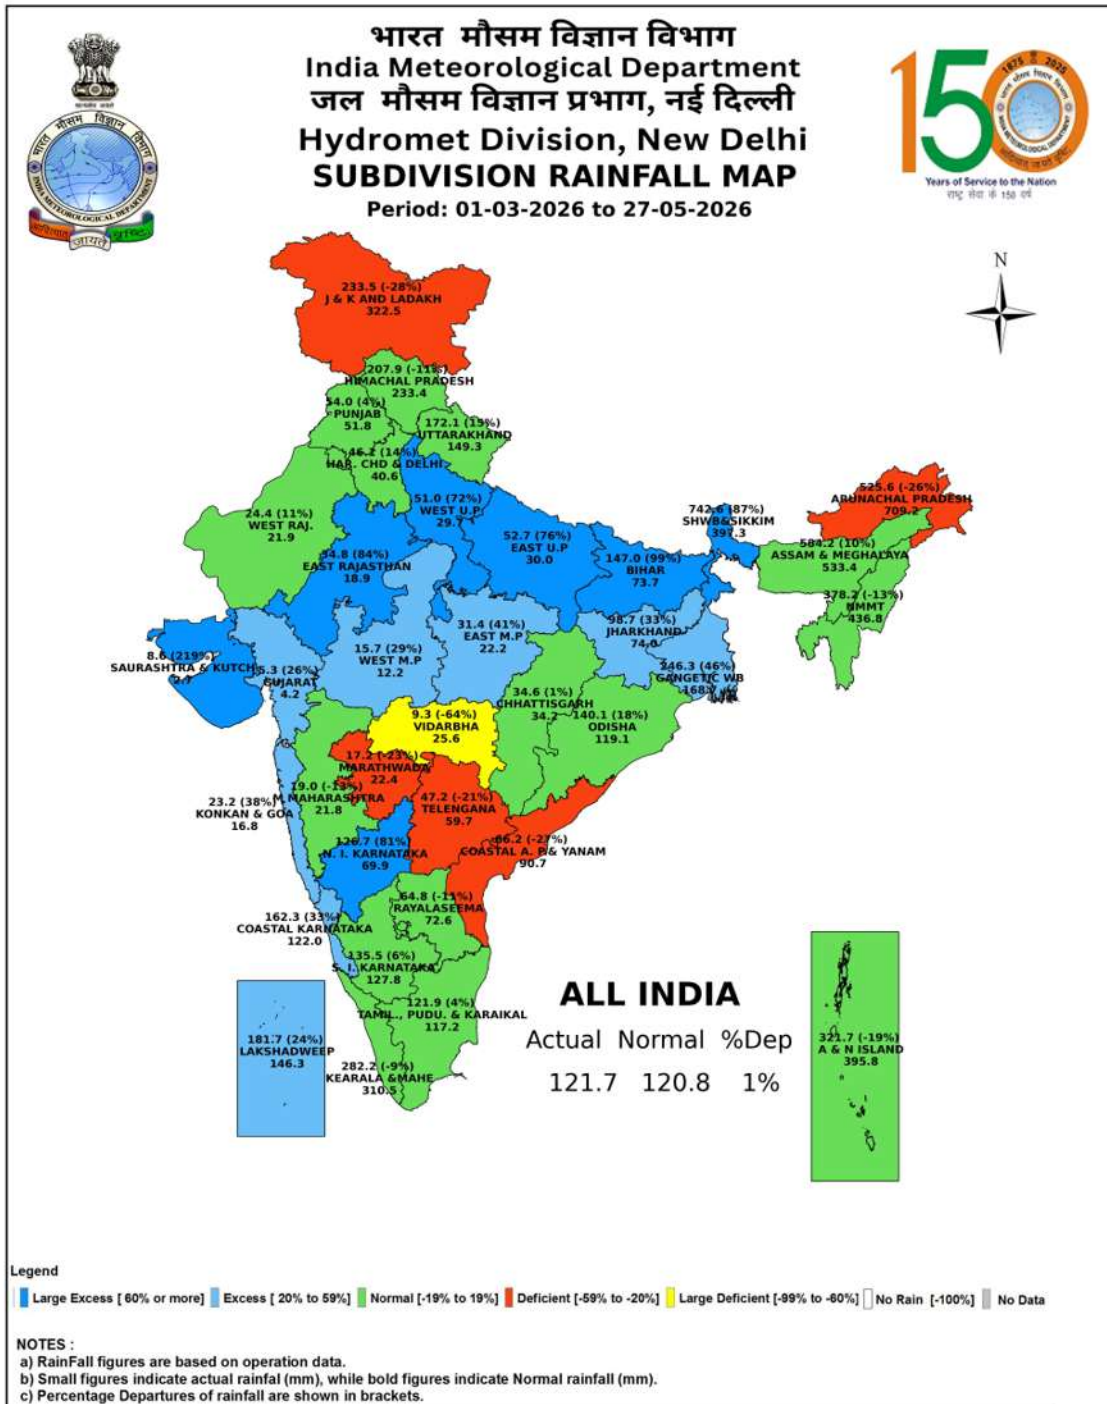 भारत मौसम विज्ञान विभाग
India Meteorological Department
जल मौसम विज्ञान प्रभाग, नई दिल्ली
Hydromet Division, New Delhi
SUBDIVISION RAINFALL MAP
Period: 01-03-2026 to 27-05-2026
भारत मौसम विज्ञान विभाग
INDIA METEOROLOGICAL DEPARTMENT
आदित्यात् जायते वृष्टि:
150
1875 2025
Years of Service to the Nation
राष्ट्र सेवा के 150 वर्ष
N
233.5 (-28%)
J & K AND LADAKH
322.5
207.9 (-11%)
HIMACHAL PRADESH
233.4
54.0 (4%)
PUNJAB
51.8
172.1 (15%)
UTTARAKHAND
149.3
46.2 (14%)
HAR. CHD & DELHI
40.6
24.4 (11%)
WEST RAJ.
21.9
51.0 (72%)
WEST U.P.
29.7
34.8 (84%)
EAST RAJASTHAN
18.9
52.7 (76%)
EAST U.P
30.0
147.0 (99%)
BIHAR
73.7
742.6 (87%)
SHWB&SIKKIM
397.3
525.6 (-26%)
ARUNACHAL PRADESH
709.2
584.2 (10%)
ASSAM & MEGHALAYA
533.4
378.2 (-13%)
NMMT
436.8
8.6 (219%)
SAURASHTRA & KUTCH
2.7
5.3 (26%)
GUJARAT
4.2
15.7 (29%)
WEST M.P
12.2
31.4 (41%)
EAST M.P
22.2
98.7 (33%)
JHARKHAND
74.0
246.3 (46%)
GANGETIC WB
168.7
34.6 (1%)
CHHATTISGARH
34.2
140.1 (18%)
ODISHA
119.1
9.3 (-64%)
VIDARBHA
25.6
17.2 (-23%)
MARATHWADA
22.4
19.0 (-13%)
M MAHARASHTRA
21.8
23.2 (38%)
KONKAN & GOA
16.8
47.2 (-21%)
TELENGANA
59.7
66.2 (-27%)
COASTAL A. P.& YANAM
90.7
126.7 (81%)
N. I. KARNATAKA
69.9
64.8 (-11%)
RAYALASEEMA
72.6
162.3 (33%)
COASTAL KARNATAKA
122.0
135.5 (6%)
S. I. KARNATAKA
127.8
121.9 (4%)
TAMIL., PUDU. & KARAIKAL
117.2
282.2 (-9%)
KEARALA &MAHE
310.5
181.7 (24%)
LAKSHADWEEP
146.3
321.7 (-19%)
A & N ISLAND
395.8
ALL INDIA
Actual Normal %Dep
121.7 120.8 1%
Legend
Large Excess [ 60% or more] Excess [ 20% to 59%] Normal [-19% to 19%] Deficient [-59% to -20%] Large Deficient [-99% to -60%] No Rain [-100%] No Data
NOTES :
a) RainFall figures are based on operation data.
b) Small figures indicate actual rainfal (mm), while bold figures indicate Normal rainfall (mm).
c) Percentage Departures of rainfall are shown in brackets.